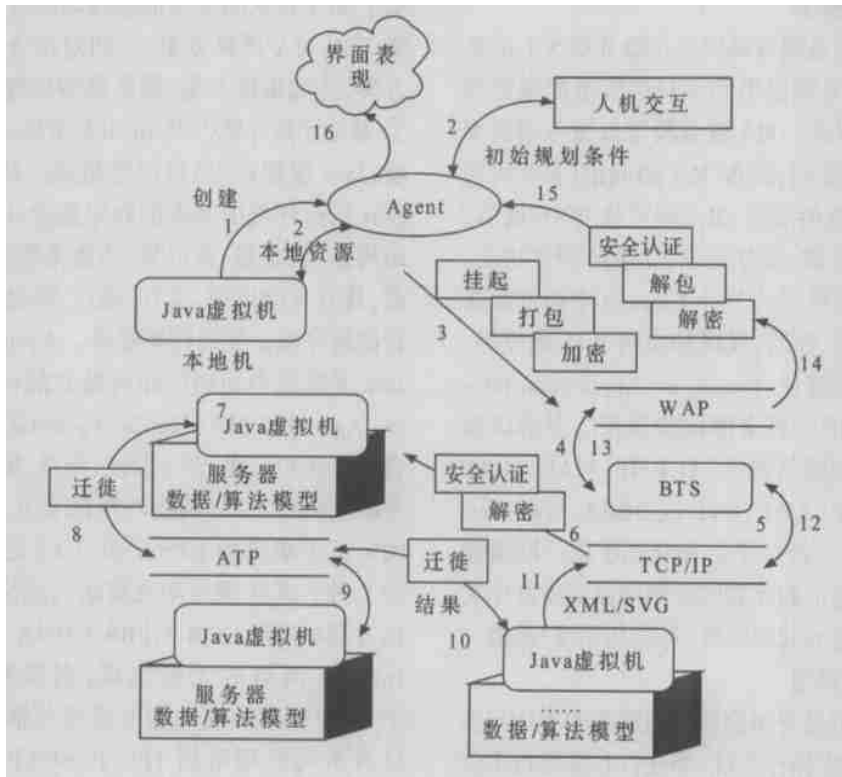 界面表
现
16
2
人机交互
初始规划条件
创建
1
2
Agent
15
本地资源
安全认证
解包
解密
挂起
打包
加密
3
Java虚拟机
本地机
14
WAP
7
Java虚拟机
4
13
迁徙
服务器
数据/算法模型
安全认证
解密
BTS
8
6
5
12
ATP
迁徙
11
TCP/IP
9
结果
XML/SVG
Java虚拟机
10
Java虚拟机
服务器
数据/算法模型
......
数据/算法模型